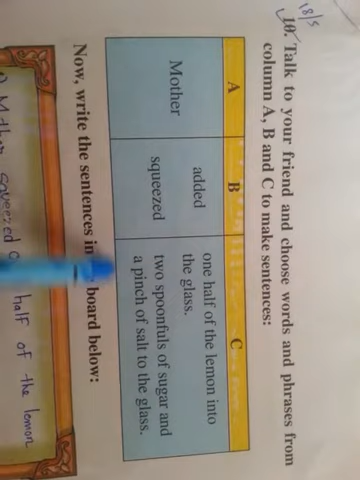 18/5
10. Talk to your friend and choose words and phrases from
column A, B and C to make sentences:
A B C
added one half of the lemon into
the glass.
Mother squeezed two spoonfuls of sugar and
a pinch of salt to the glass.
Now, write the sentences in board below:
Mother squeezed half of the lemon